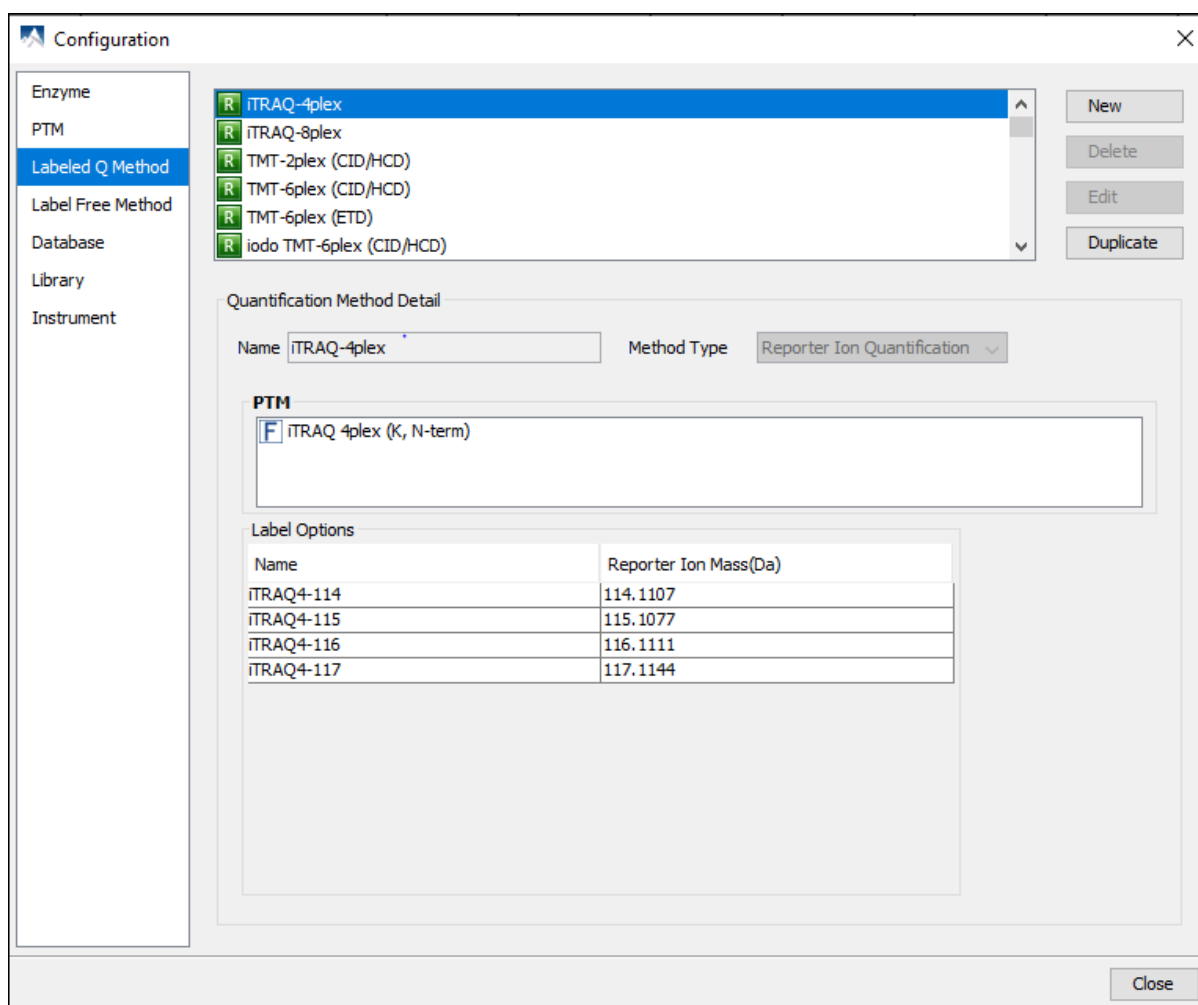 Configuration
Enzyme
PTM
Labeled Q Method
Label Free Method
Database
Library
Instrument
R iTRAQ-4plex
R iTRAQ-8plex
R TMT-2plex (CID/HCD)
R TMT-6plex (CID/HCD)
R TMT-6plex (ETD)
R iodo TMT-6plex (CID/HCD)
New
Delete
Edit
Duplicate
Quantification Method Detail
Name iTRAQ-4plex Method Type Reporter Ion Quantification
PTM
F iTRAQ 4plex (K, N-term)
Label Options
Name Reporter Ion Mass(Da)
iTRAQ4-114 114.1107
iTRAQ4-115 115.1077
iTRAQ4-116 116.1111
iTRAQ4-117 117.1144
Close